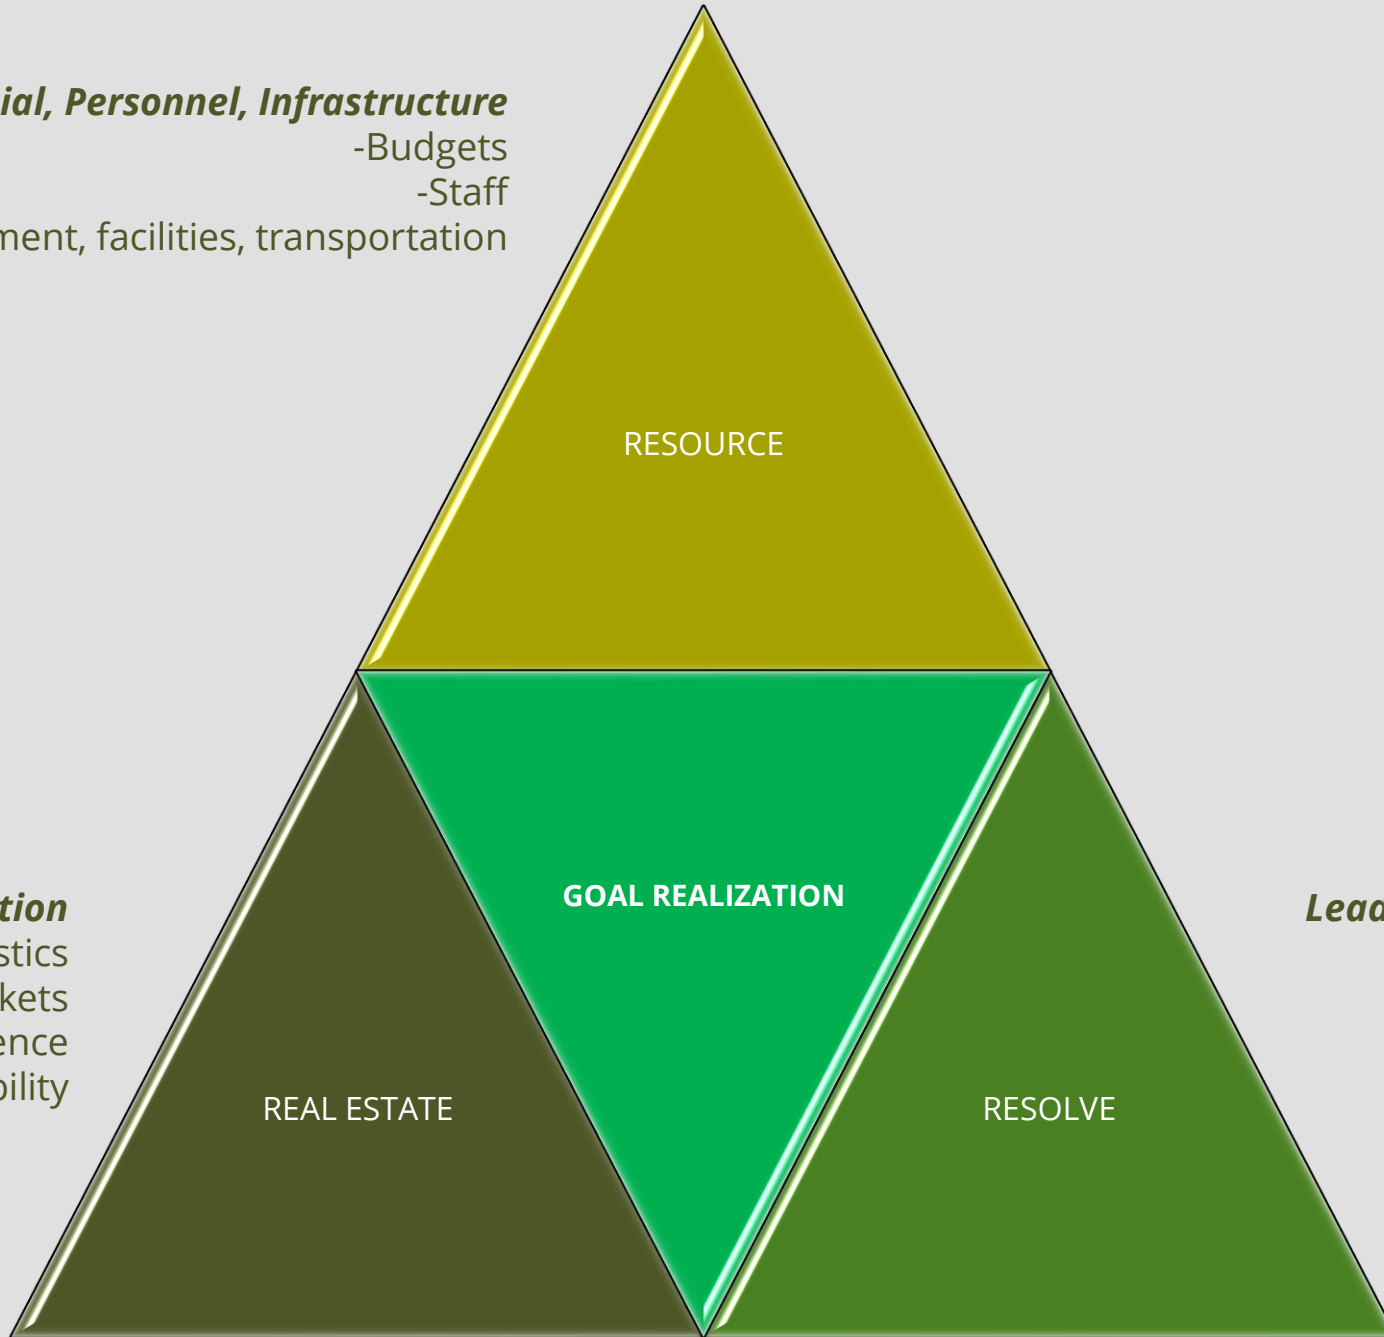 ial, Personnel, Infrastructure
-Budgets
-Staff
ment, facilities, transportation
RESOURCE
GOAL REALIZATION
tion
stics
kets
ence
bility
Lead
REAL ESTATE
RESOLVE